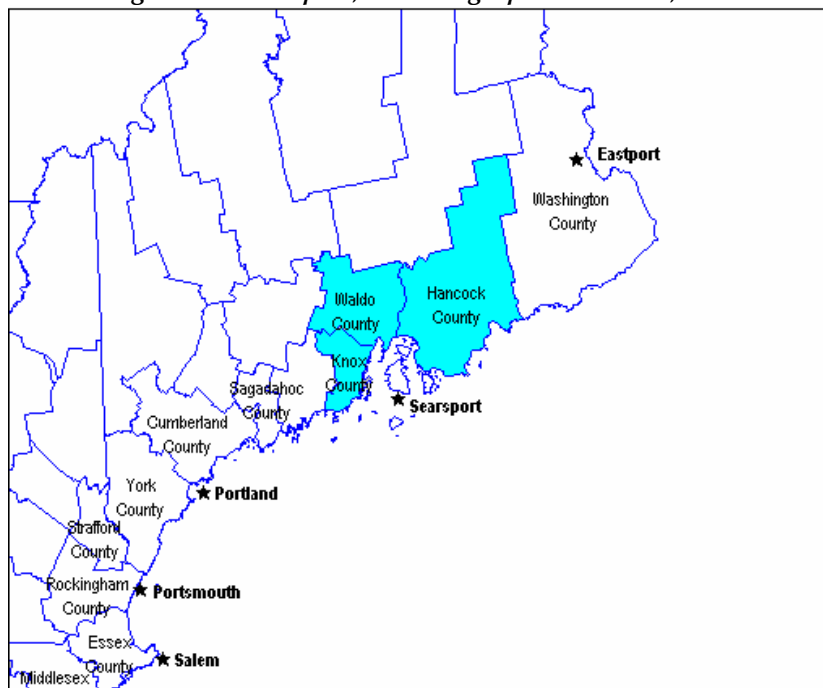 Eastport
Washington
County
Waldo
County
Hancock
County
Knox
County
Searsport
Sagadahoc
County
Cumberland
County
York
County
Portland
Strafford
County
Rockingham
County
Portsmouth
Essex
County
Salem
Middlesex